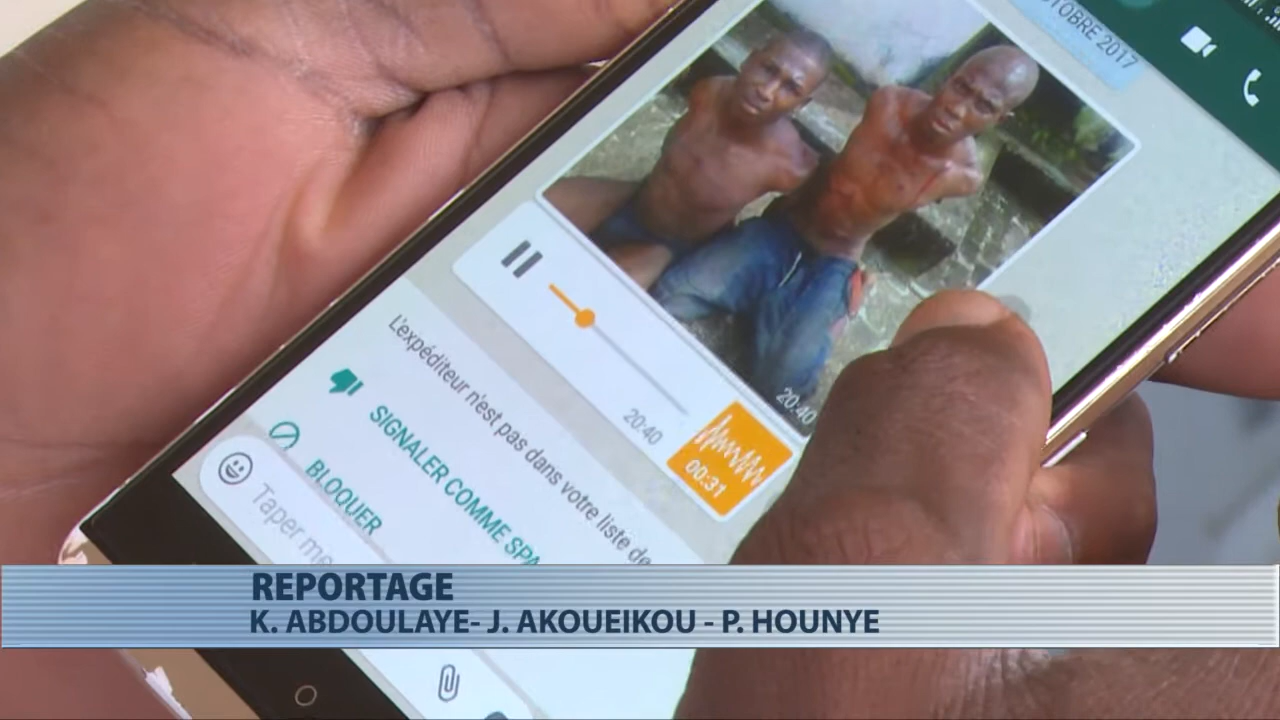 OCTOBRE 2017
20:40
20:40
00:31
L'expéditeur n'est pas dans votre liste de
SIGNALER COMME SPA
BLOQUER
Taper me
REPORTAGE
K. ABDOULAYE- J. AKOUEIKOU - P. HOUNYE